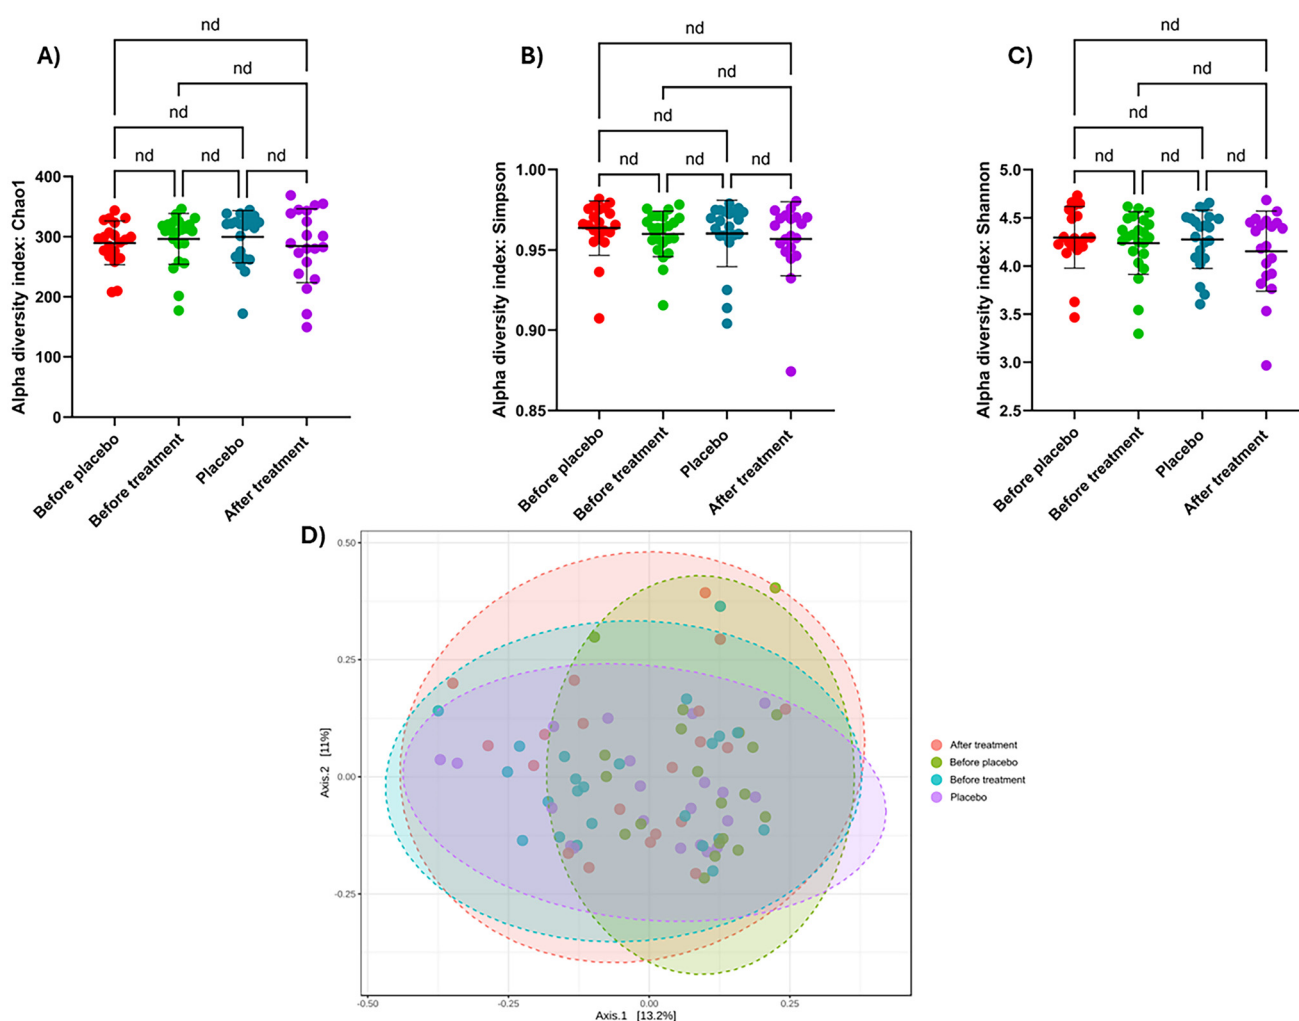 A)
nd
nd
nd
nd
nd
nd
Alpha diversity index: Chao1
400
300
200
100
0
Before placebo
Before treatment
Placebo
After treatment
B)
nd
nd
nd
nd
nd
nd
Alpha diversity index: Simpson
1.00
0.95
0.90
0.85
Before placebo
Before treatment
Placebo
After treatment
C)
nd
nd
nd
nd
nd
nd
Alpha diversity index: Shannon
5.0
4.5
4.0
3.5
3.0
2.5
Before placebo
Before treatment
Placebo
After treatment
D)
Axis.2 [11%]
0.50
0.25
0.00
-0.25
-0.50
-0.25
0.00
0.25
Axis.1 [13.2%]
After treatment
Before placebo
Before treatment
Placebo